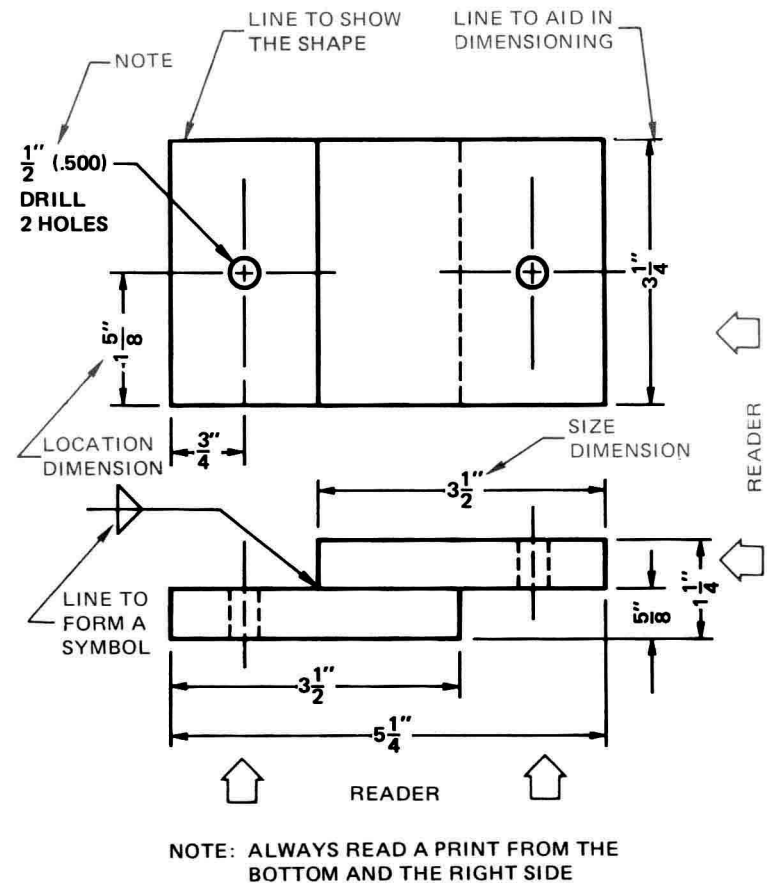 LINE TO SHOW
THE SHAPE
LINE TO AID IN
DIMENSIONING
NOTE
1/2" (.500)
DRILL
2 HOLES
3 1/4"
1 5/8"
LOCATION
DIMENSION
3/4"
SIZE
DIMENSION
READER
3 1/2"
LINE TO
FORM A
SYMBOL
5/8"
1 1/4"
3 1/2"
5 1/4"
READER
NOTE: ALWAYS READ A PRINT FROM THE
BOTTOM AND THE RIGHT SIDE